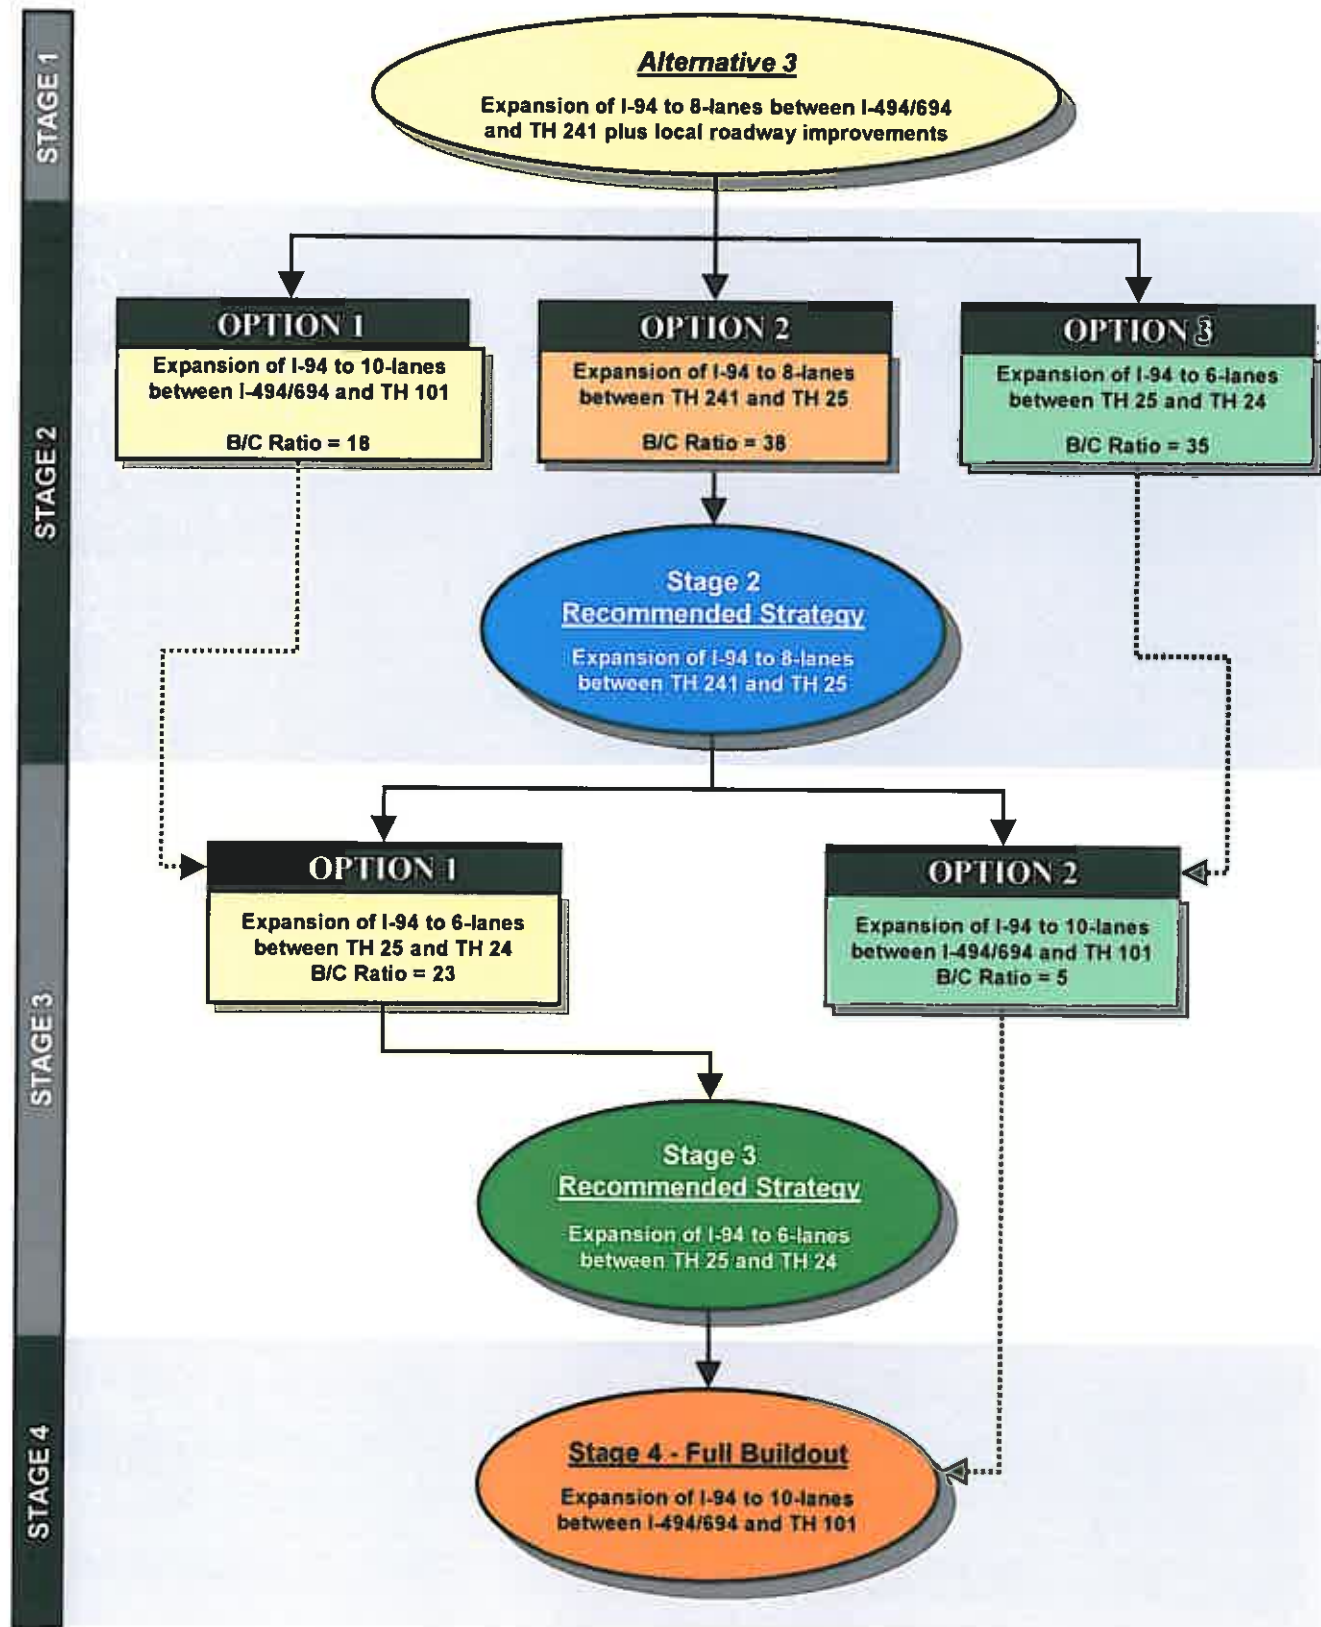 STAGE 1
Alternative 3
Expansion of I-94 to 8-lanes between I-494/694
and TH 241 plus local roadway improvements
STAGE 2
OPTION 1
Expansion of I-94 to 10-lanes
between I-494/694 and TH 101
B/C Ratio = 18
OPTION 2
Expansion of I-94 to 8-lanes
between TH 241 and TH 25
B/C Ratio = 38
OPTION 3
Expansion of I-94 to 6-lanes
between TH 25 and TH 24
B/C Ratio = 35
Stage 2
Recommended Strategy
Expansion of I-94 to 8-lanes
between TH 241 and TH 25
STAGE 3
OPTION 1
Expansion of I-94 to 6-lanes
between TH 25 and TH 24
B/C Ratio = 23
OPTION 2
Expansion of I-94 to 10-lanes
between I-494/694 and TH 101
B/C Ratio = 5
Stage 3
Recommended Strategy
Expansion of I-94 to 6-lanes
between TH 25 and TH 24
STAGE 4
Stage 4 - Full Buildout
Expansion of I-94 to 10-lanes
between I-494/694 and TH 101